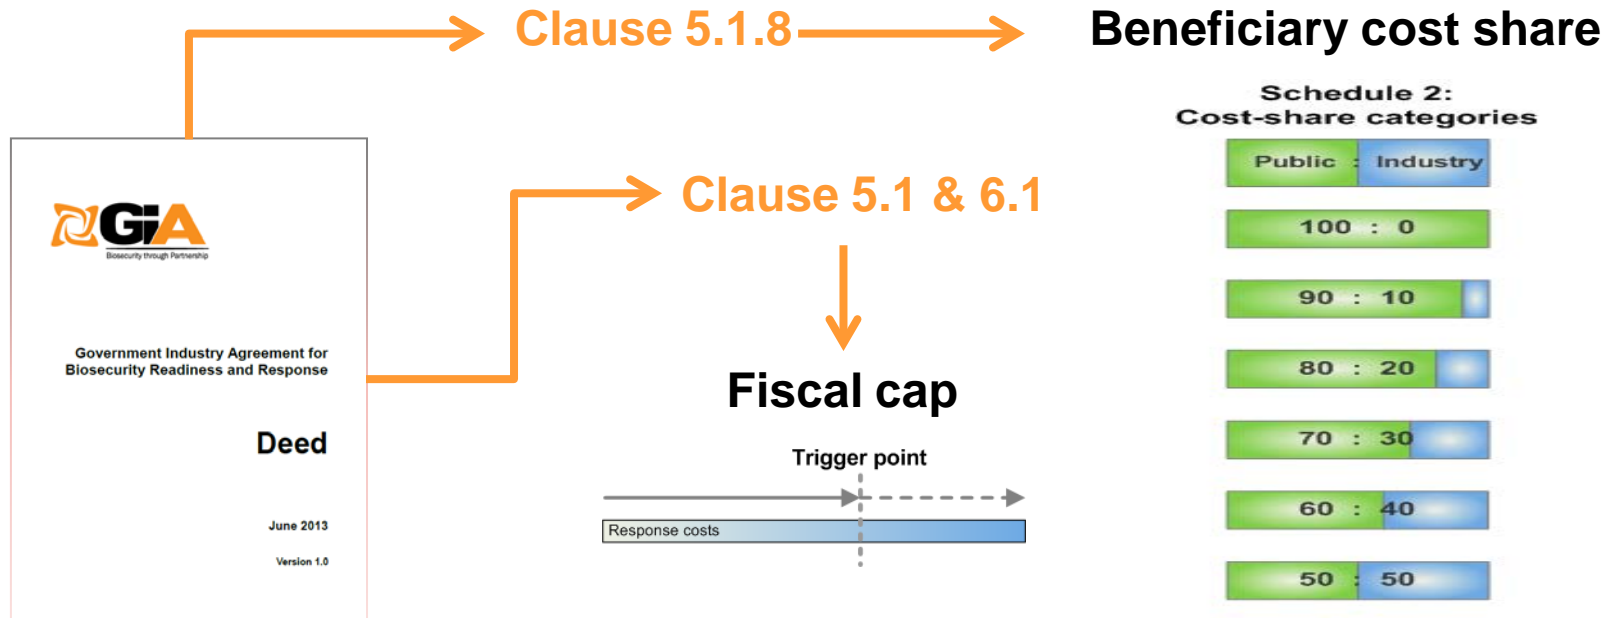 Clause 5.1.8
Beneficiary cost share
Schedule 2:
Cost-share categories
Public : Industry
100 : 0
90 : 10
80 : 20
70 : 30
60 : 40
50 : 50
Clause 5.1 & 6.1
Fiscal cap
Trigger point
Response costs
GiA
Biosecurity through Partnership
Government Industry Agreement for
Biosecurity Readiness and Response
Deed
June 2013
Version 1.0